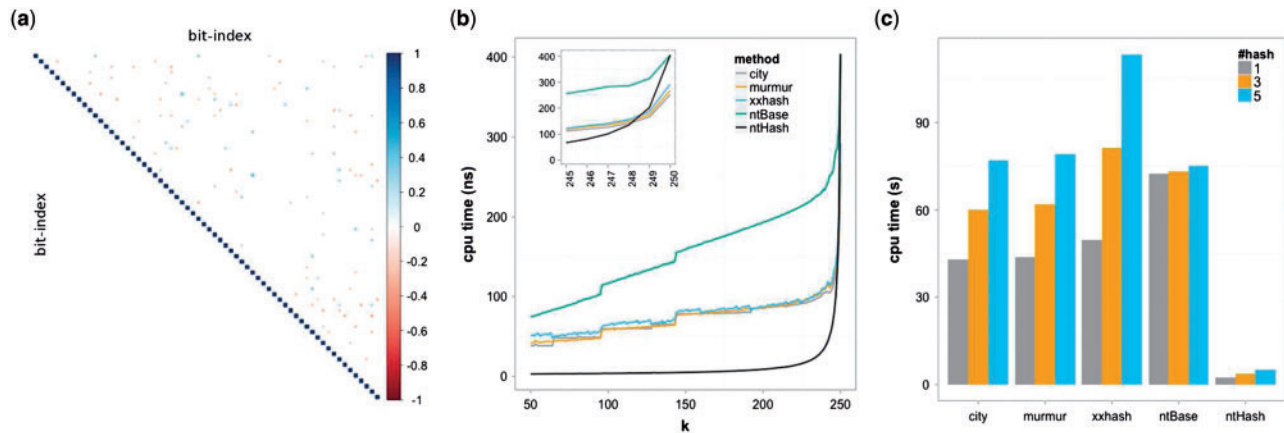 (a)
bit-index
bit-index
1
0.8
0.6
0.4
0.2
0
-0.2
-0.4
-0.6
-0.8
-1
(b)
cpu time (ns)
400
300
200
100
0
50
100
150
200
250
k
400
300
200
100
0
245
246
247
248
249
250
method
city
murmur
xxhash
ntBase
ntHash
(c)
cpu time (s)
90
60
30
0
city
murmur
xxhash
ntBase
ntHash
#hash
1
3
5